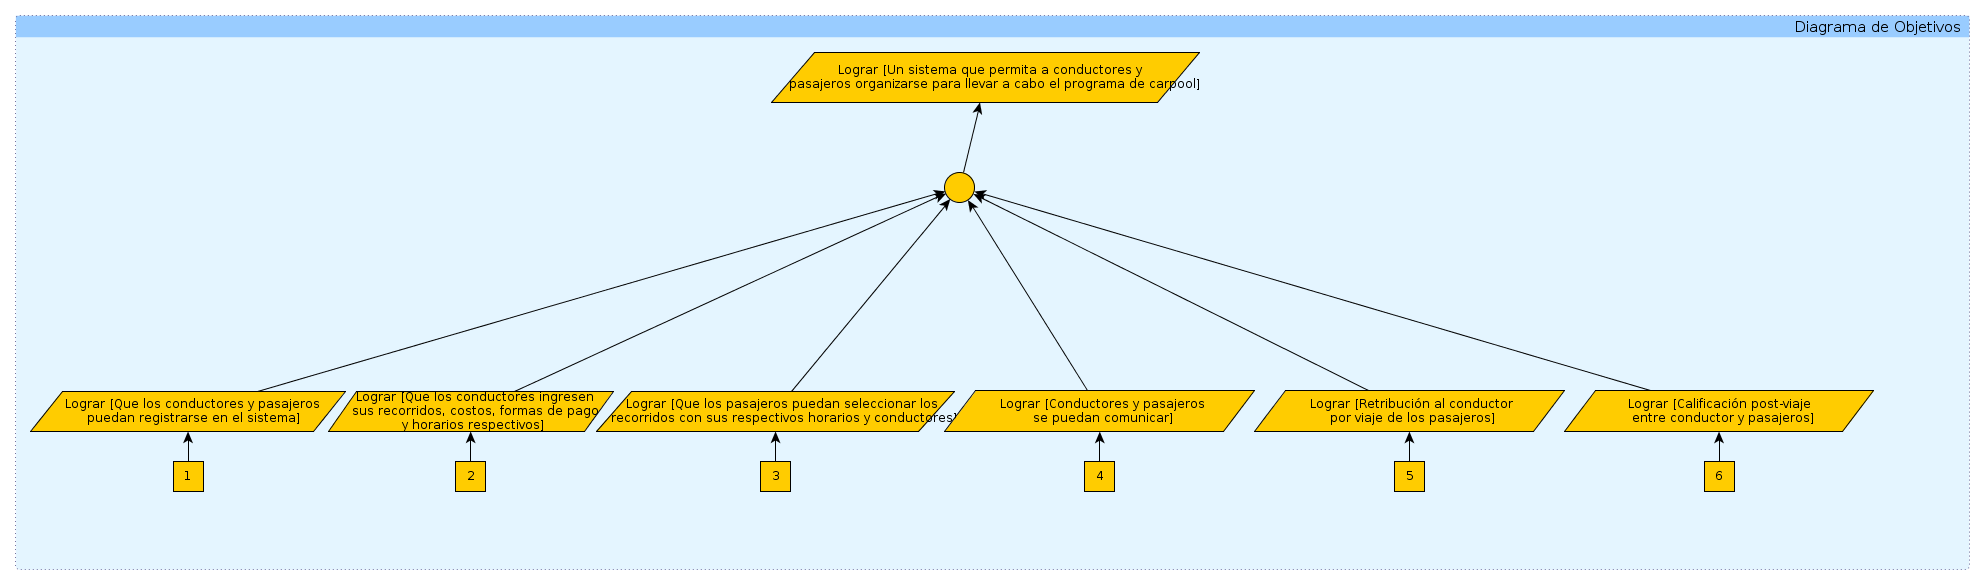 Diagrama de Objetivos
Lograr [Un sistema que permita a conductores y
pasajeros organizarse para llevar a cabo el programa de carpool]
Lograr [Que los conductores y pasajeros
puedan registrarse en el sistema]
Lograr [Que los conductores ingresen
sus recorridos, costos, formas de pago
y horarios respectivos]
Lograr [Que los pasajeros puedan seleccionar los
recorridos con sus respectivos horarios y conductores]
Lograr [Conductores y pasajeros
se puedan comunicar]
Lograr [Retribución al conductor
por viaje de los pasajeros]
Lograr [Calificación post-viaje
entre conductor y pasajeros]
1
2
3
4
5
6